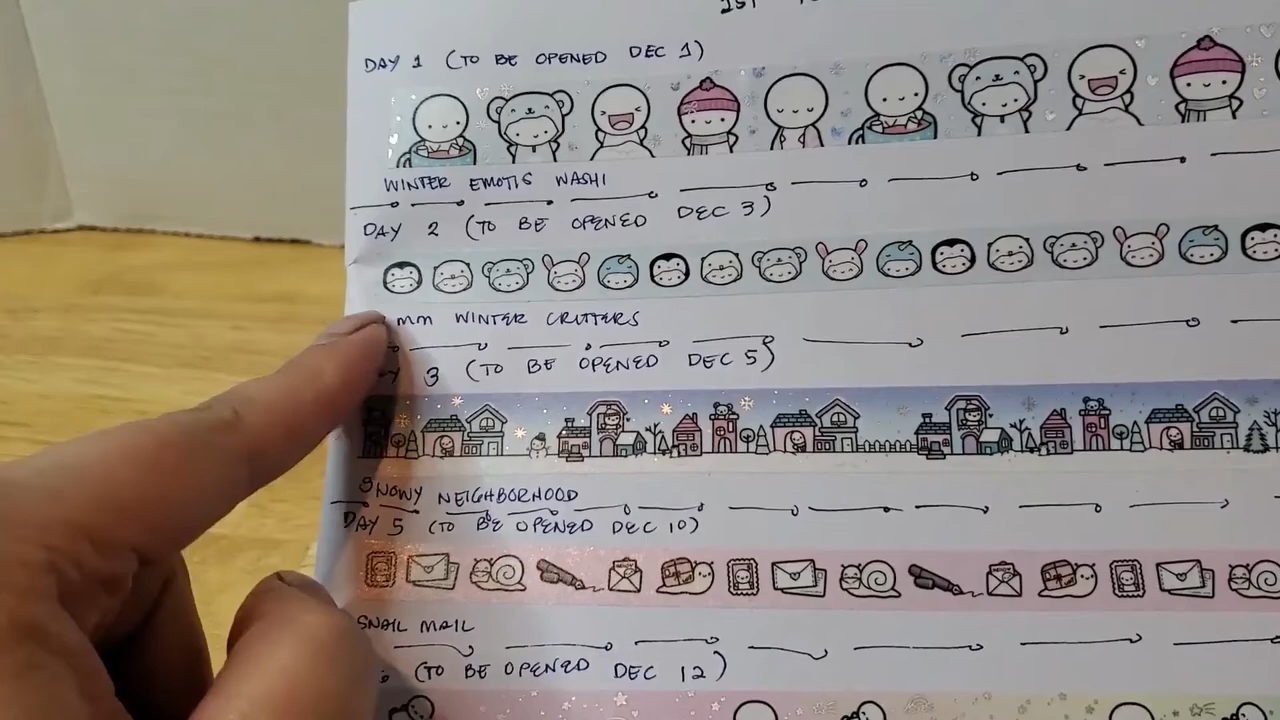 1ST
DAY 1 (TO BE OPENED DEC 1)
WINTER EMOTIS WASHI
DAY 2 (TO BE OPENED DEC 3)
mm WINTER CRITTERS
3 (TO BE OPENED DEC 5)
SNOWY NEIGHBORHOOD
DAY 5 (TO BE OPENED DEC 10)
SNAIL MAIL
(TO BE OPENED DEC 12)